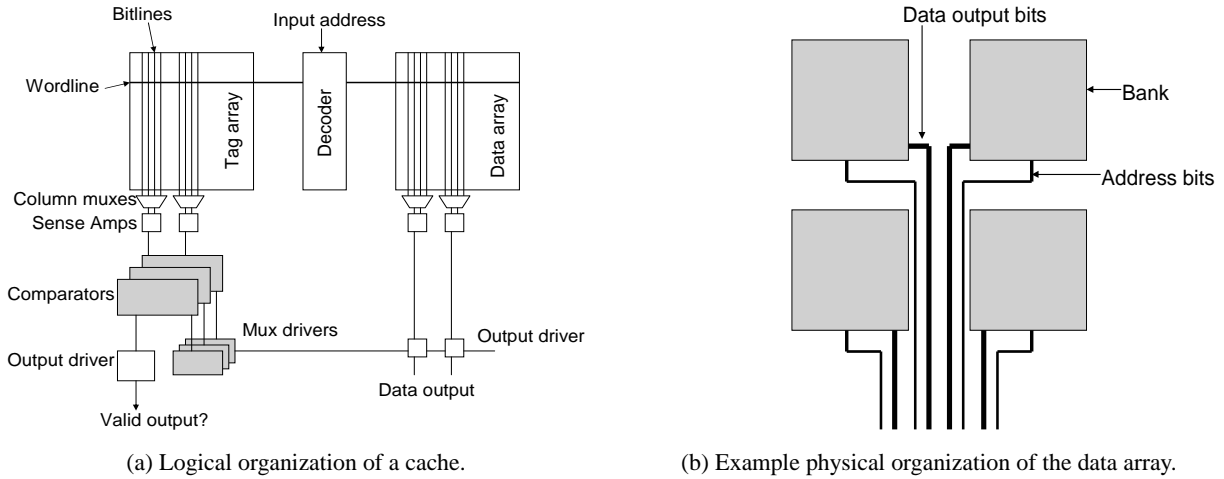 Bitlines
Input address
Wordline
Tag array
Decoder
Data array
Column muxes
Sense Amps
Comparators
Mux drivers
Output driver
Output driver
Data output
Valid output?
(a) Logical organization of a cache.
Data output bits
Bank
Address bits
(b) Example physical organization of the data array.